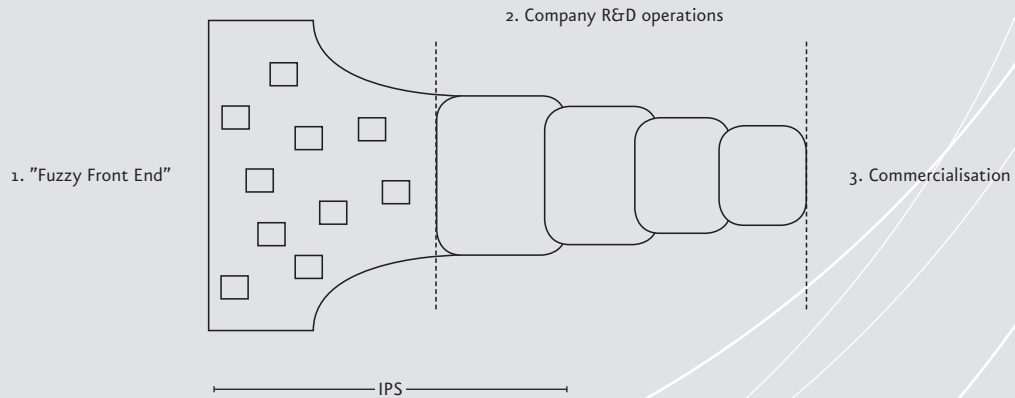 2. Company R&D operations
1. ”Fuzzy Front End”
3. Commercialisation
IPS